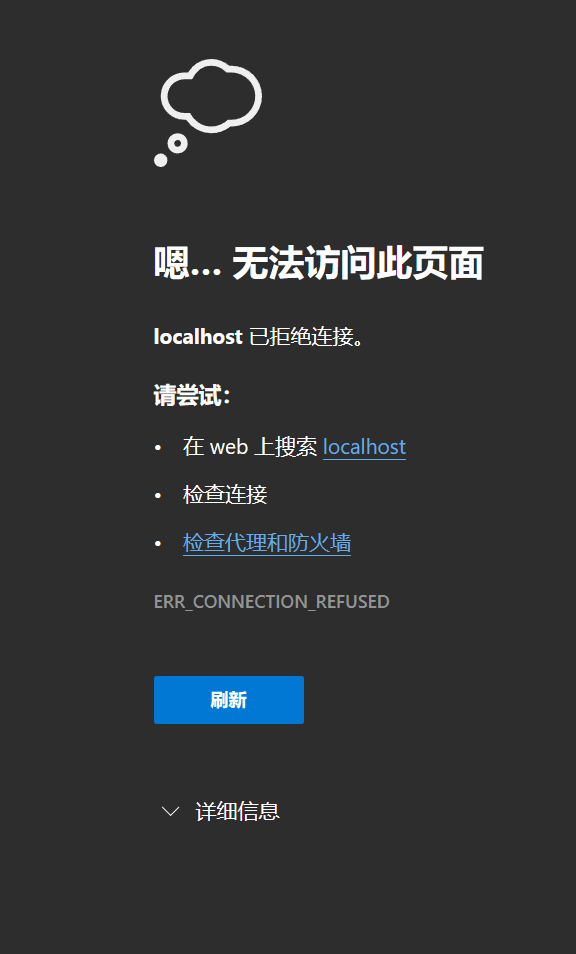 嗯… 无法访问此页面
localhost 已拒绝连接。
请尝试：
• 在 web 上搜索 localhost
• 检查连接
• 检查代理和防火墙
ERR_CONNECTION_REFUSED
刷新
详细信息